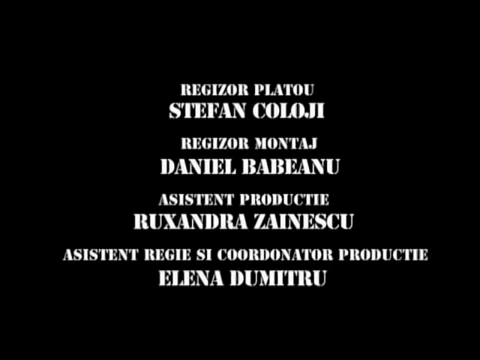 REGIZOR PLATOU
STEFAN COLOJI
REGIZOR MONTAJ
DANIEL BABEANU
ASISTENT PRODUCTIE
RUXANDRA ZAINESCU
ASISTENT REGIE SI COORDONATOR PRODUCTIE
ELENA DUMITRU